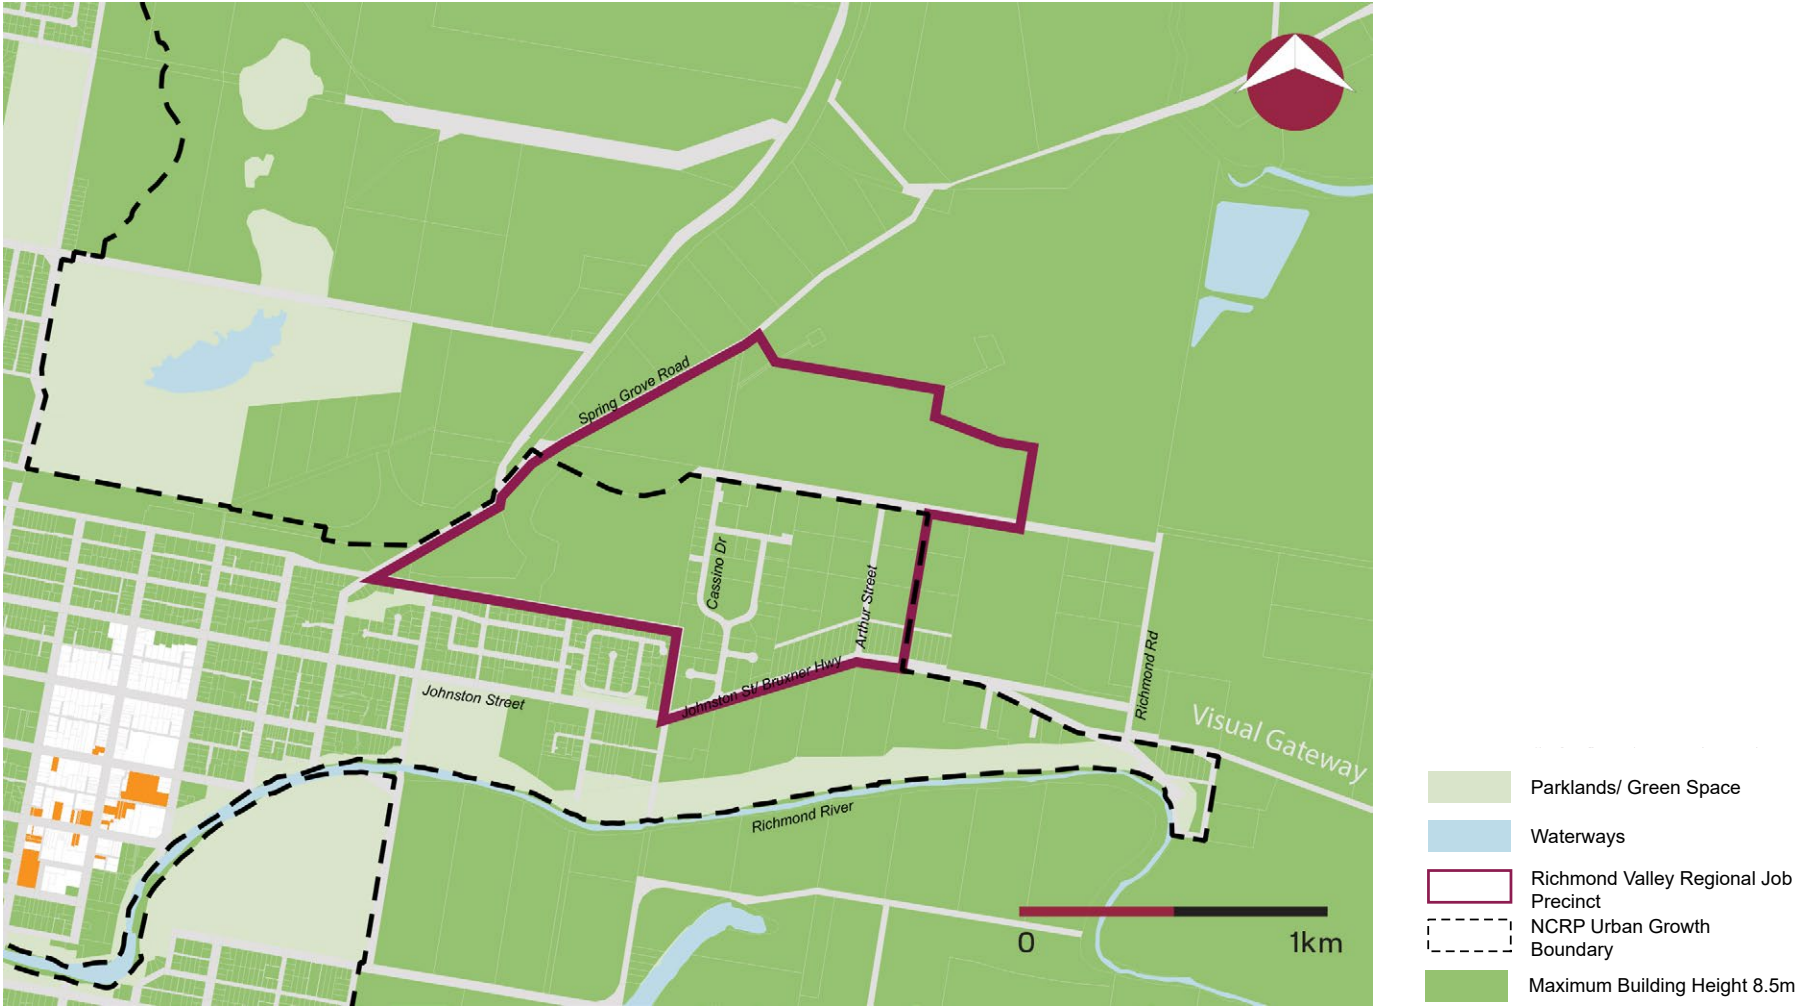 Spring Grove Road
Cassino Dr
Arthur Street
Johnston St/ Bruxner Hwy
Johnston Street
Richmond Rd
Visual Gateway
Richmond River
0
1km
Parklands/ Green Space
Waterways
Richmond Valley Regional Job
Precinct
NCRP Urban Growth
Boundary
Maximum Building Height 8.5m